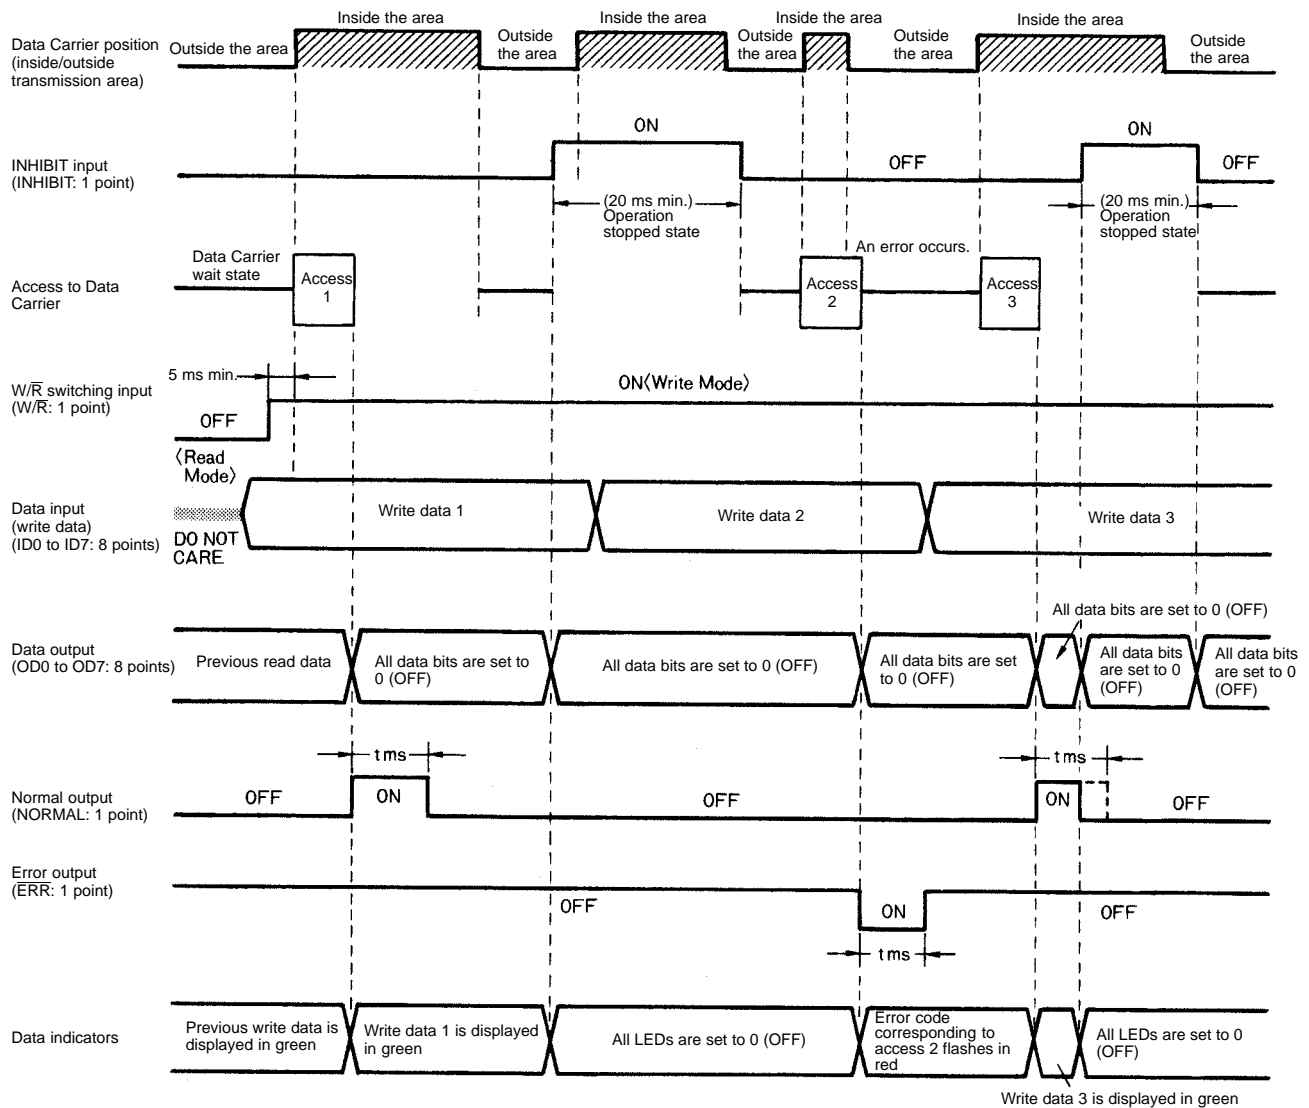 Inside the area
Inside the area
Inside the area
Inside the area
Data Carrier position
(inside/outside
transmission area)
Outside the area
Outside
the area
Outside
the area
Outside
the area
Outside
the area
ON
ON
INHIBIT input
(INHIBIT: 1 point)
OFF
OFF
(20 ms min.)
Operation
stopped state
(20 ms min.)
Operation
stopped state
Data Carrier
wait state
An error occurs.
Access to Data
Carrier
Access
1
Access
2
Access
3
5 ms min.
W/R̅ switching input
(W/R̅: 1 point)
ON〈Write Mode〉
OFF
〈Read
Mode〉
Data input
(write data)
(ID0 to ID7: 8 points)
DO NOT
CARE
Write data 1
Write data 2
Write data 3
All data bits are set to 0 (OFF)
Data output
(OD0 to OD7: 8 points)
Previous read data
All data bits are set to
0 (OFF)
All data bits are set to 0 (OFF)
All data bits are set
to 0 (OFF)
All data bits
are set to 0
(OFF)
All data bits
are set to 0
(OFF)
t ms
t ms
Normal output
(NORMAL: 1 point)
OFF
ON
OFF
ON
OFF
Error output
(E̅R̅R̅: 1 point)
OFF
ON
OFF
t ms
Data indicators
Previous write data is
displayed in green
Write data 1 is displayed
in green
All LEDs are set to 0 (OFF)
Error code
corresponding to
access 2 flashes in
red
All LEDs are set to 0
(OFF)
Write data 3 is displayed in green